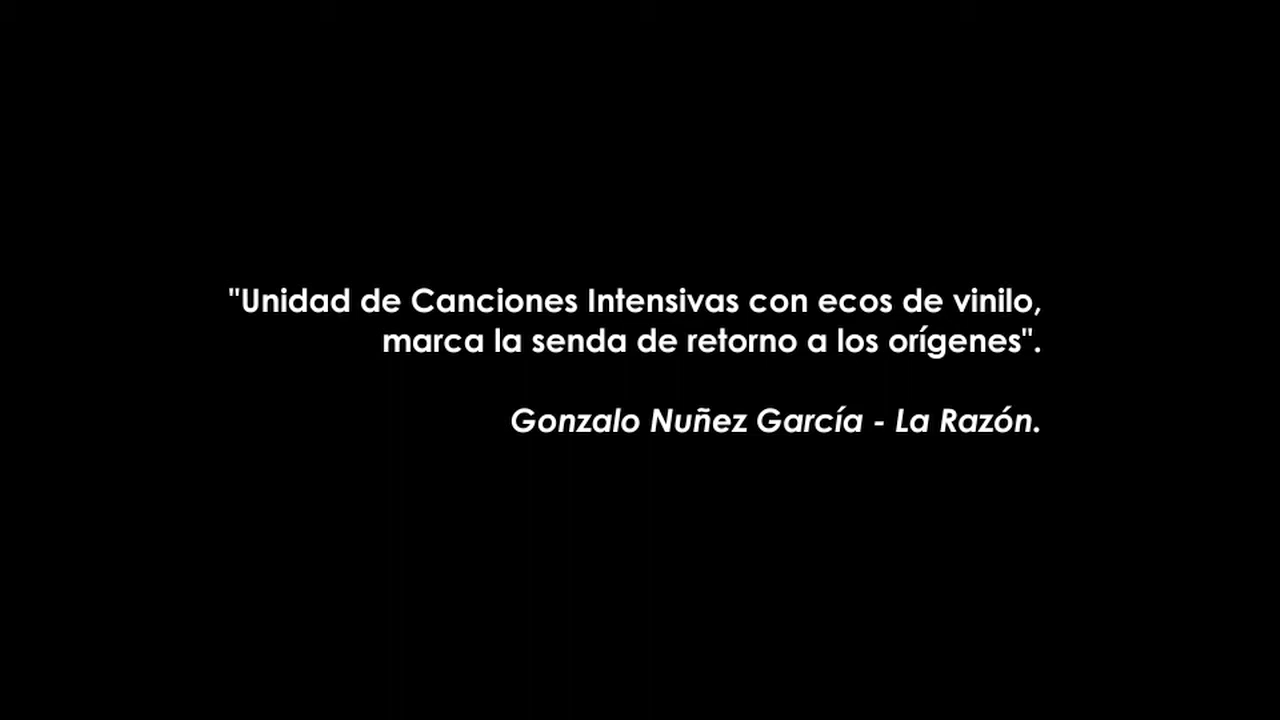 "Unidad de Canciones Intensivas con ecos de vinilo,
marca la senda de retorno a los orígenes".
Gonzalo Nuñez García - La Razón.